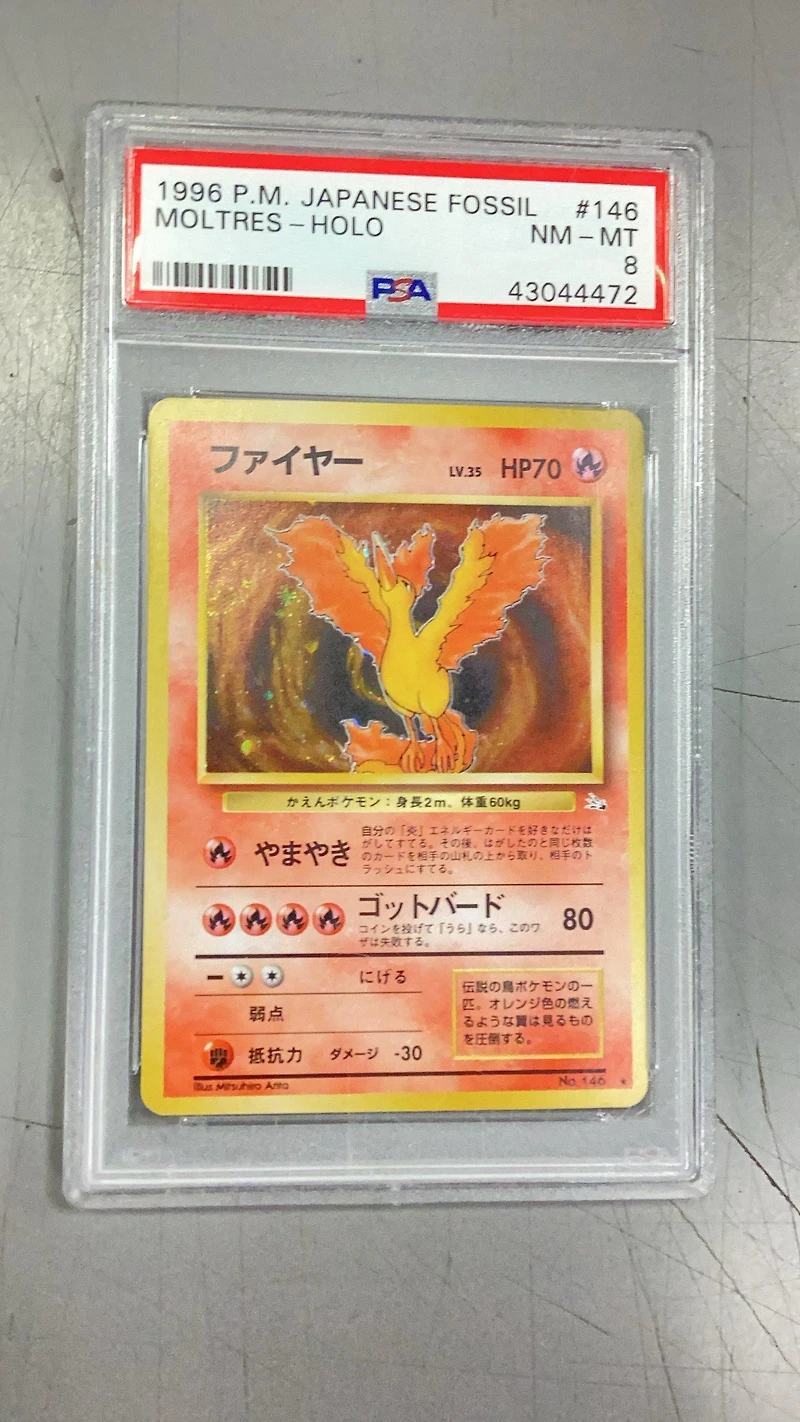 1996 P.M. JAPANESE FOSSIL #146
MOLTRES - HOLO NM - MT
8
PSA 43044472
ファイヤー LV.35 HP70
かえんポケモン：身長2m、体重60kg
やまやき
自分の「炎」エネルギーカードを好きなだけは
がしてすてる。その後、はがしたのと同じ枚数
のカードを相手の山札の上から取り、相手のト
ラッシュにすてる。
ゴットバード 80
コインを投げて「うら」なら、このワ
ザは失敗する。
にげる
弱点
抵抗力 ダメージ -30
伝説の鳥ポケモンの一
匹。オレンジ色の燃え
るような翼は見るもの
を圧倒する。
Illus. Mitsuhiro Arita No. 146 ★